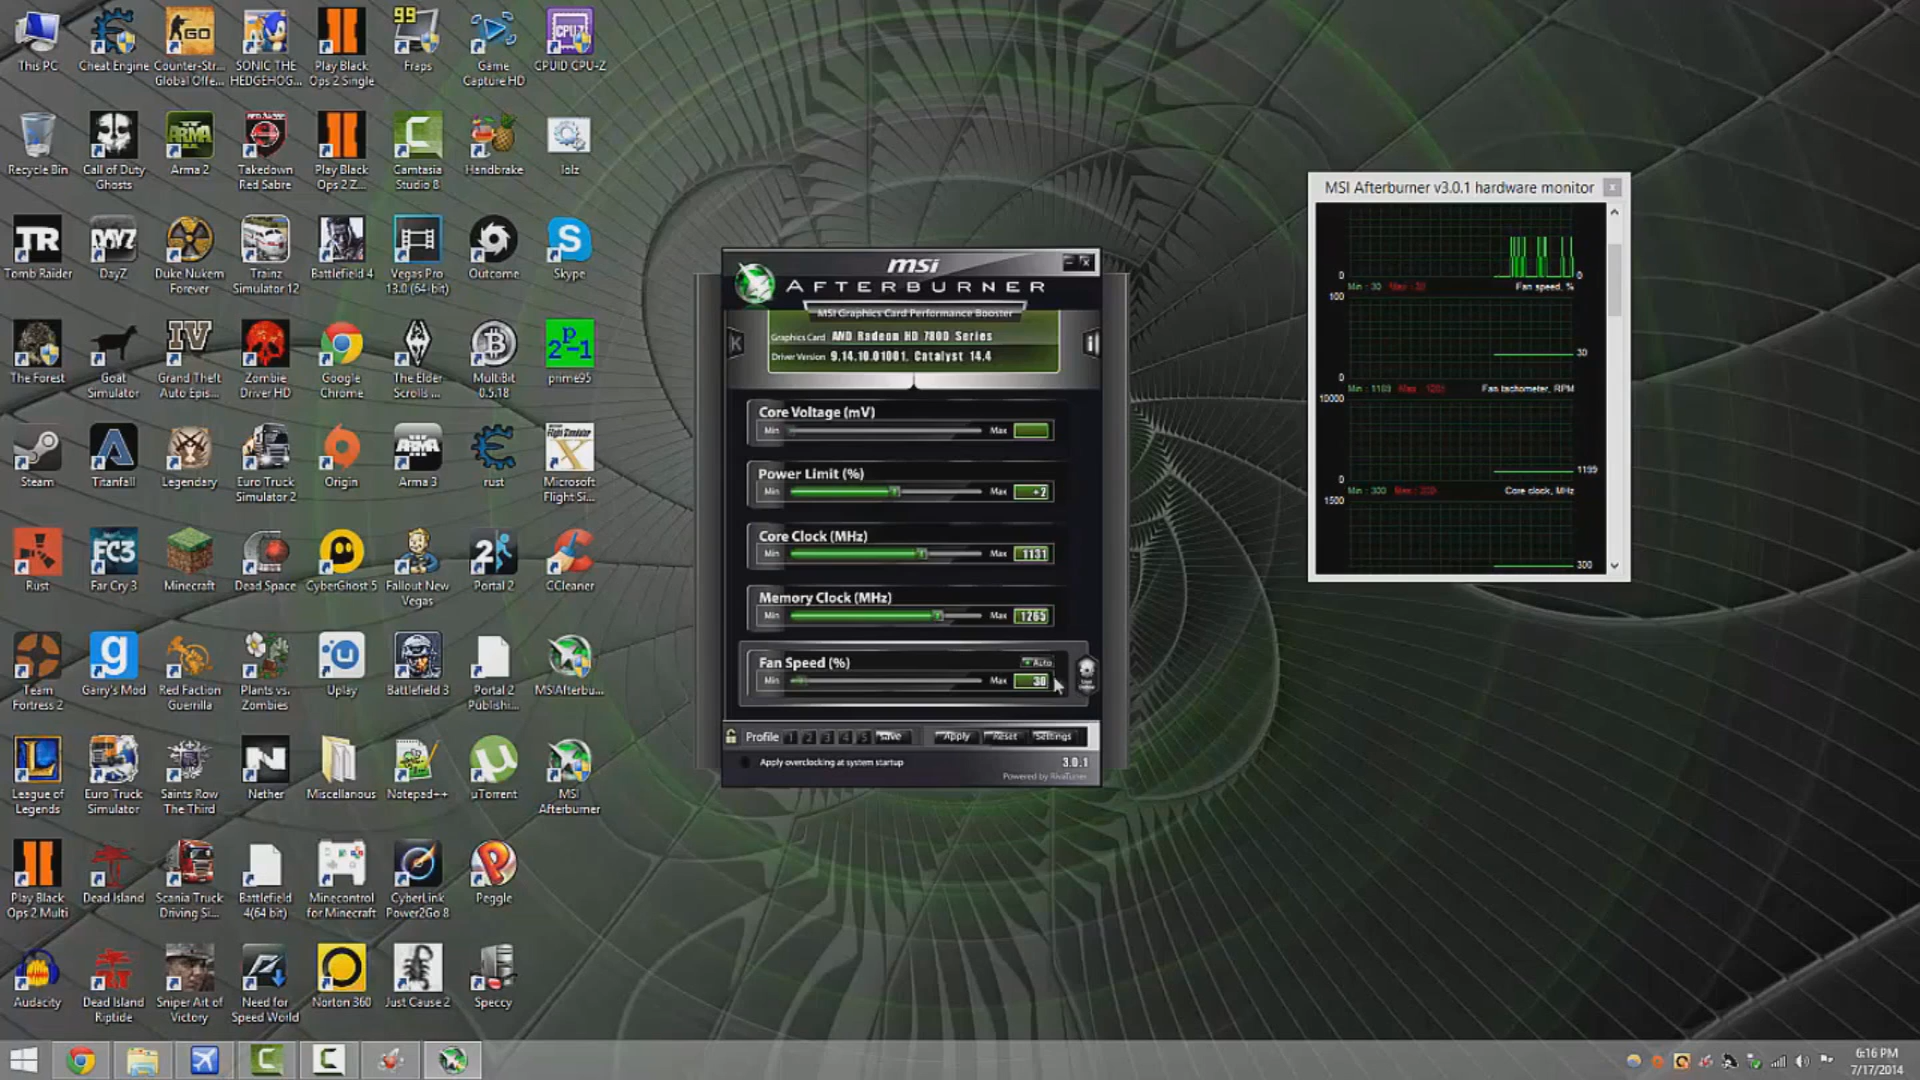 This PC
Cheat Engine
Counter-Str...
Global Offe...
SONIC THE
HEDGEHOG...
Play Black
Ops 2 Single
99
Fraps
Game
Capture HD
CPUID CPU-Z
Recycle Bin
Call of Duty
Ghosts
Arma 2
Takedown
Red Sabre
Play Black
Ops 2 Z...
Camtasia
Studio 8
Handbrake
lolz
Tomb Raider
DayZ
Duke Nukem
Forever
Trainz
Simulator 12
Battlefield 4
Vegas Pro
13.0 (64-bit)
Outcome
Skype
The Forest
Goat
Simulator
Grand Theft
Auto Epis...
Zombie
Driver HD
Google
Chrome
The Elder
Scrolls ...
MultiBit
0.5.18
prime95
Steam
Titanfall
Legendary
Euro Truck
Simulator 2
Origin
Arma 3
rust
Microsoft
Flight Si...
Rust
Far Cry 3
Minecraft
Dead Space
CyberGhost 5
Fallout New
Vegas
Portal 2
CCleaner
Team
Fortress 2
Garry's Mod
Red Faction
Guerrilla
Plants vs.
Zombies
Uplay
Battlefield 3
Portal 2
Publishi...
MSIAfterbu...
League of
Legends
Euro Truck
Simulator
Saints Row
The Third
Nether
Miscellanous
Notepad++
µTorrent
MSI
Afterburner
Play Black
Ops 2 Multi
Dead Island
Scania Truck
Driving Si...
Battlefield
4(64 bit)
Minecontrol
for Minecraft
CyberLink
Power2Go 8
Peggle
Audacity
Dead Island
Riptide
Sniper Art of
Victory
Need for
Speed World
Norton 360
Just Cause 2
Speccy
msi
AFTERBURNER
MSI Graphics Card Performance Booster
Graphics Card AMD Radeon HD 7800 Series
Driver Version 9.14.10.01001, Catalyst 14.4
K
i
Core Voltage (mV)
Min Max
Power Limit (%)
Min Max +2
Core Clock (MHz)
Min Max 1131
Memory Clock (MHz)
Min Max 1265
Fan Speed (%)
Auto
Min Max 30
Profile 1 2 3 4 5 Save Apply Reset Settings
Apply overclocking at system startup
3.0.1
Powered by RivaTuner
MSI Afterburner v3.0.1 hardware monitor
0 0
Min : 30 Fan speed, %
100
30
0
Min : 1189 Fan tachometer, RPM
10000
1199
0
Min : 300 Core clock, MHz
1500
300
6:16 PM
7/17/2014